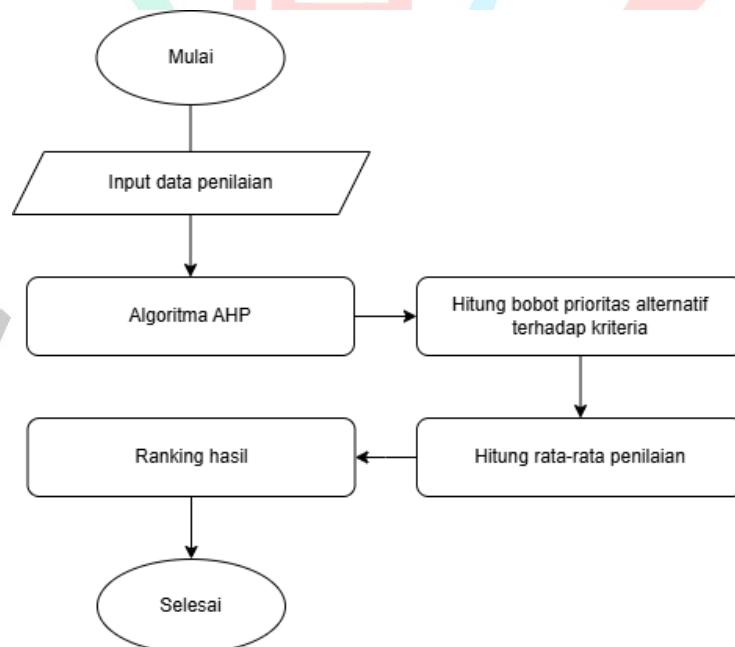 Mulai
Input data penilaian
Algoritma AHP
Hitung bobot prioritas alternatif
terhadap kriteria
Hitung rata-rata penilaian
Ranking hasil
Selesai